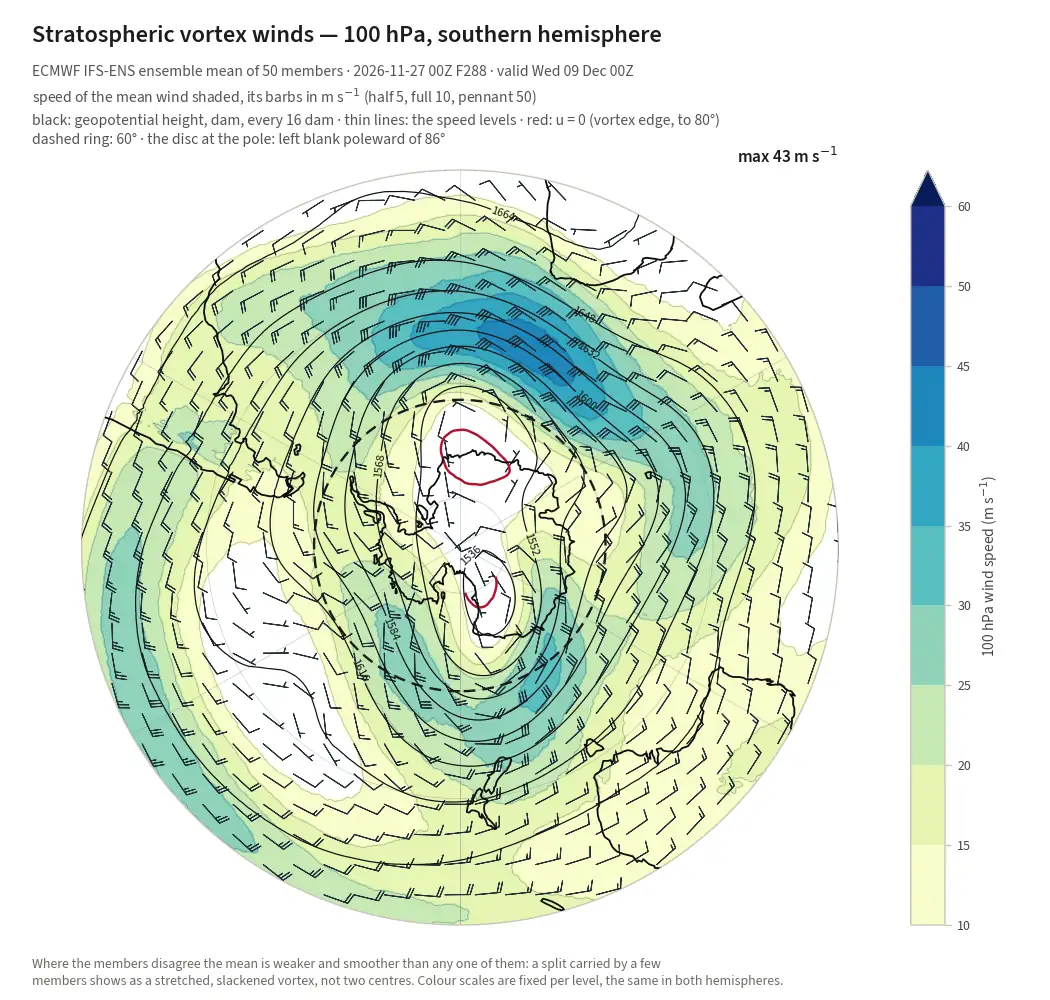 Stratospheric vortex winds — 100 hPa, southern hemisphere
ECMWF IFS-ENS ensemble mean of 50 members · 2026-11-27 00Z F288 · valid Wed 09 Dec 00Z
speed of the mean wind shaded, its barbs in m s⁻¹ (half 5, full 10, pennant 50)
black: geopotential height, dam, every 16 dam · thin lines: the speed levels · red: u = 0 (vortex edge, to 80°)
dashed ring: 60° · the disc at the pole: left blank poleward of 86°
max 43 m s⁻¹
60
50
45
40
35
30
25
20
15
10
100 hPa wind speed (m s⁻¹)
1664
1648
1632
1600
1568
1552
1536
1584
1616
Where the members disagree the mean is weaker and smoother than any one of them: a split carried by a few
members shows as a stretched, slackened vortex, not two centres. Colour scales are fixed per level, the same in both hemispheres.